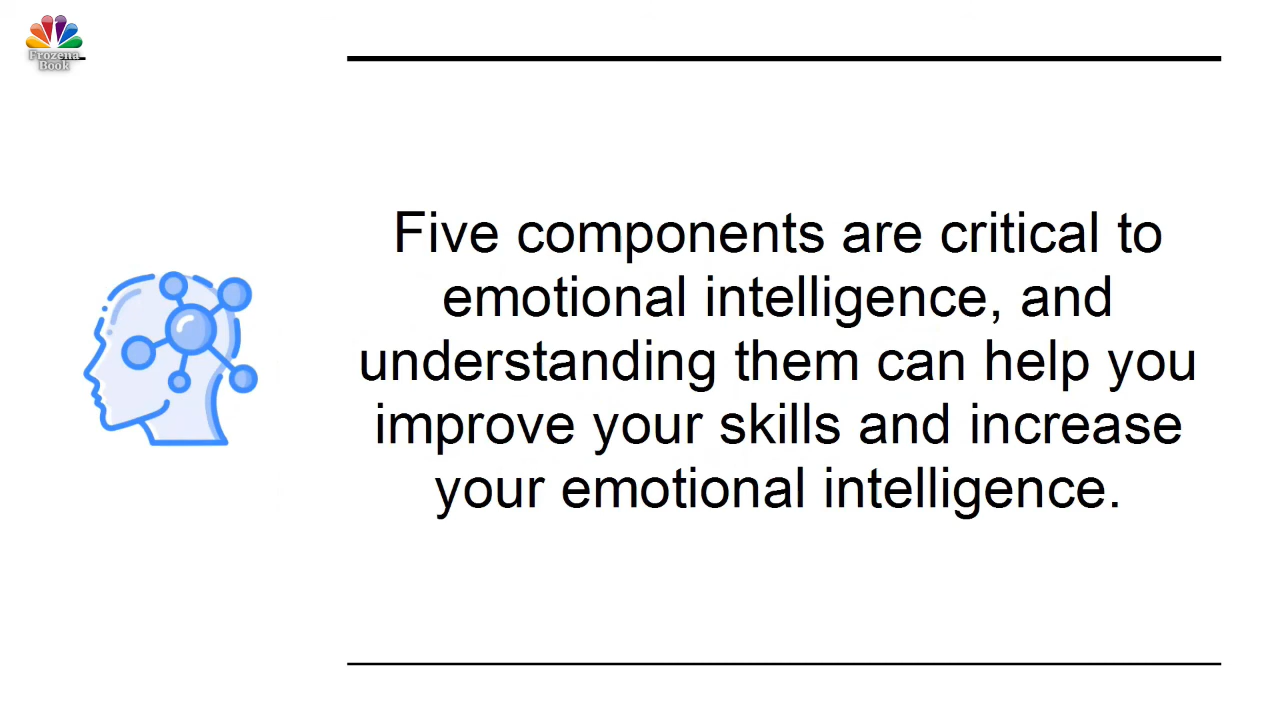 Frozena
Book
Five components are critical to
emotional intelligence, and
understanding them can help you
improve your skills and increase
your emotional intelligence.